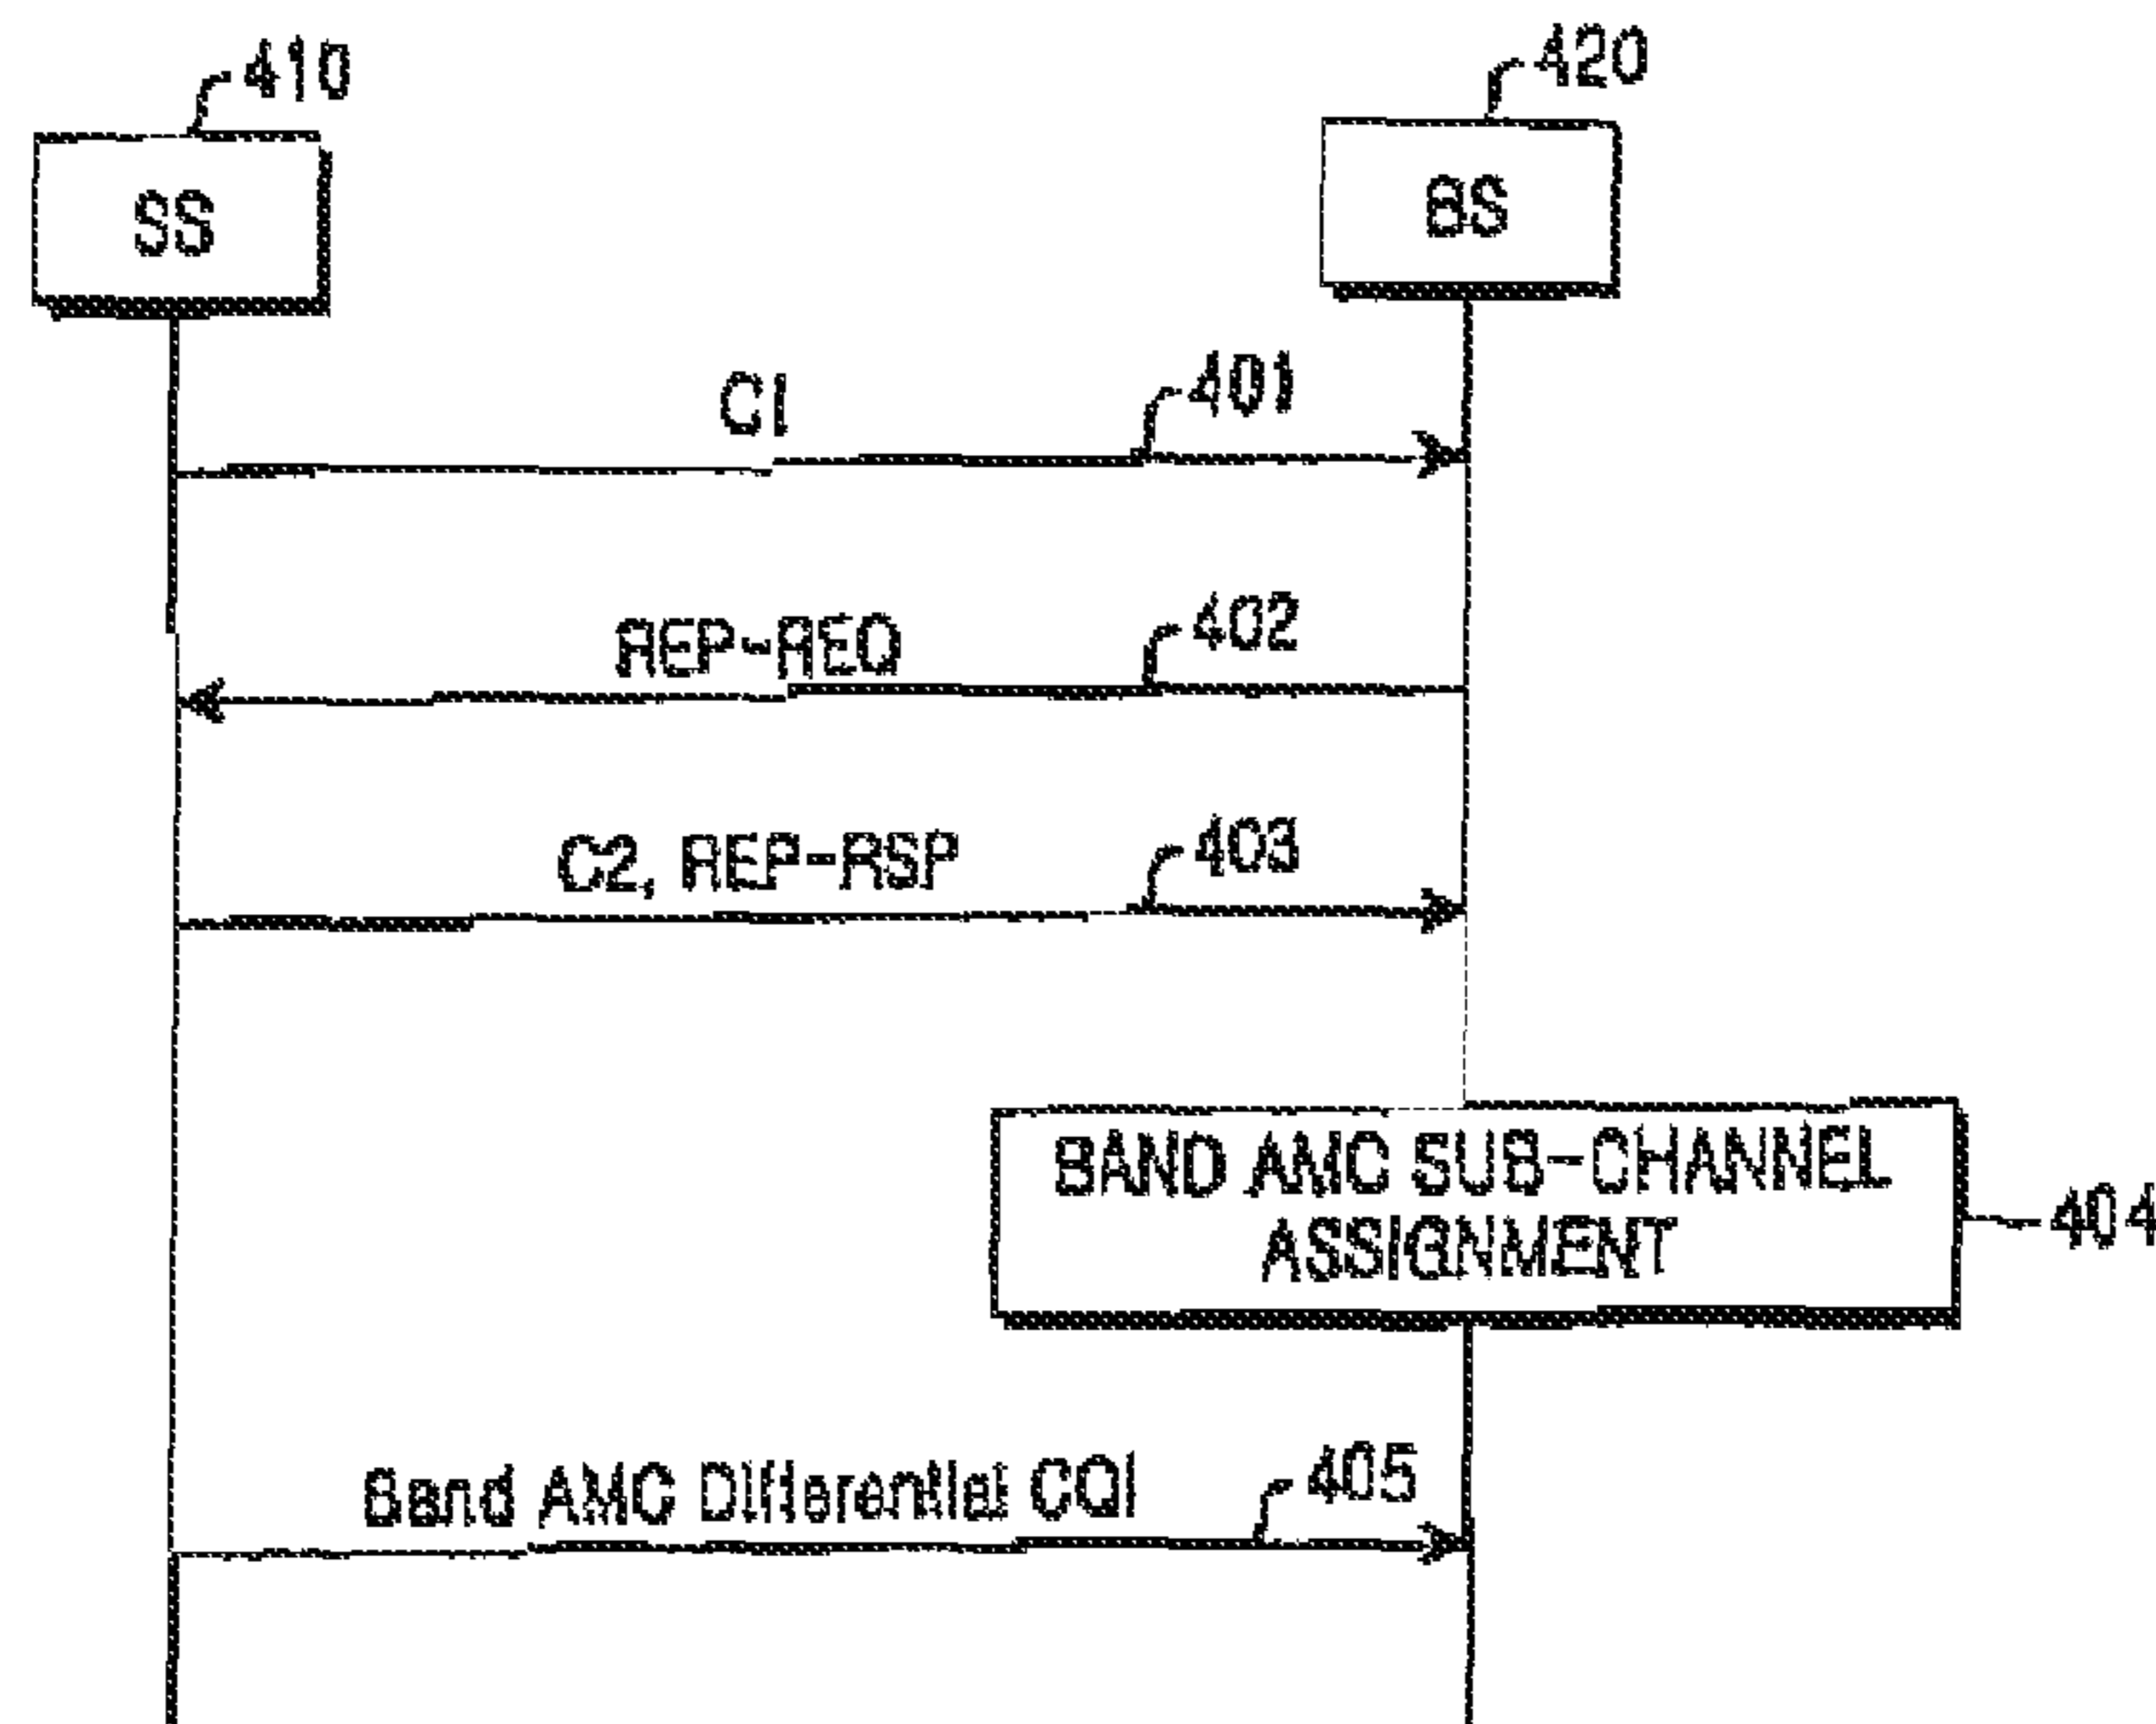 410
420
SS
BS
C1
401
REP-REQ
402
C2, REP-RSP
403
BAND AMC SUB-CHANNEL
ASSIGNMENT
404
Band AMC Differential CQI
405